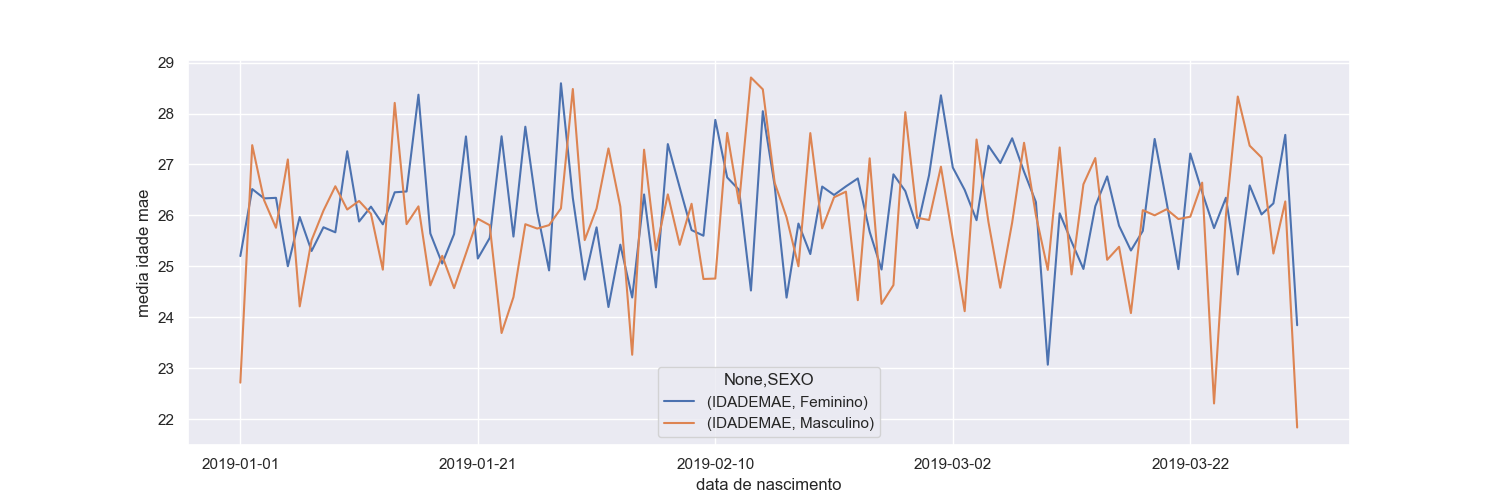 29
28
27
26
25
24
23
22
media idade mae
None,SEXO
(IDADEMAE, Feminino)
(IDADEMAE, Masculino)
2019-01-01 2019-01-21 2019-02-10 2019-03-02 2019-03-22
data de nascimento